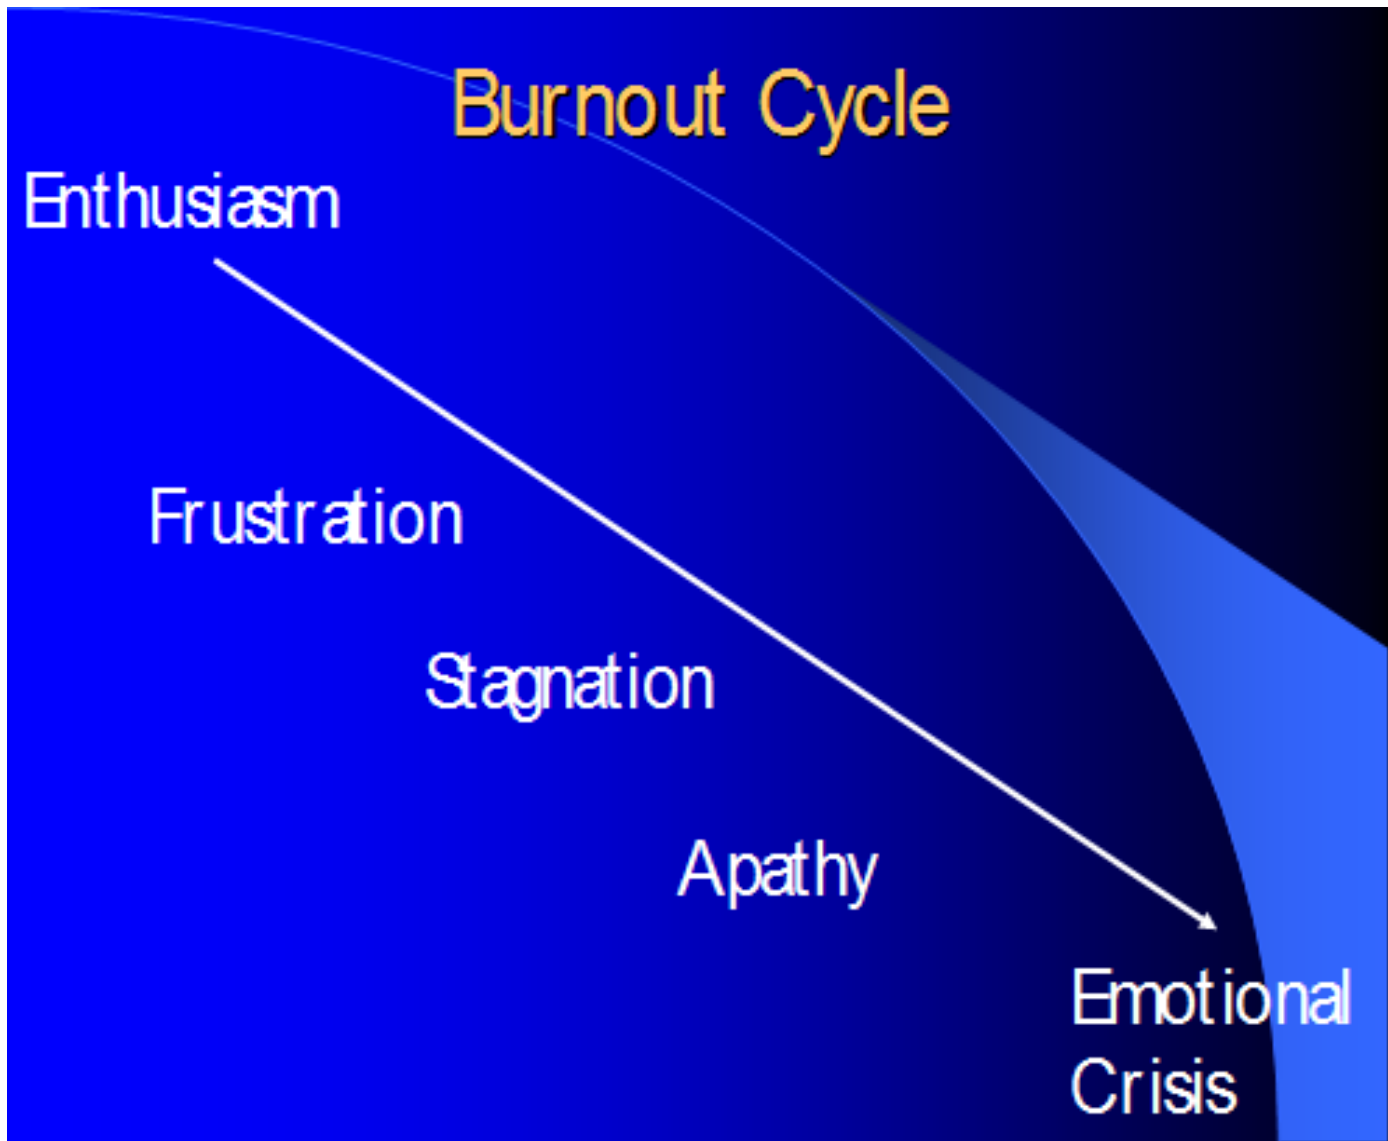 Burnout Cycle
Enthusiasm
Frustration
Stagnation
Apathy
Emotional
Crisis